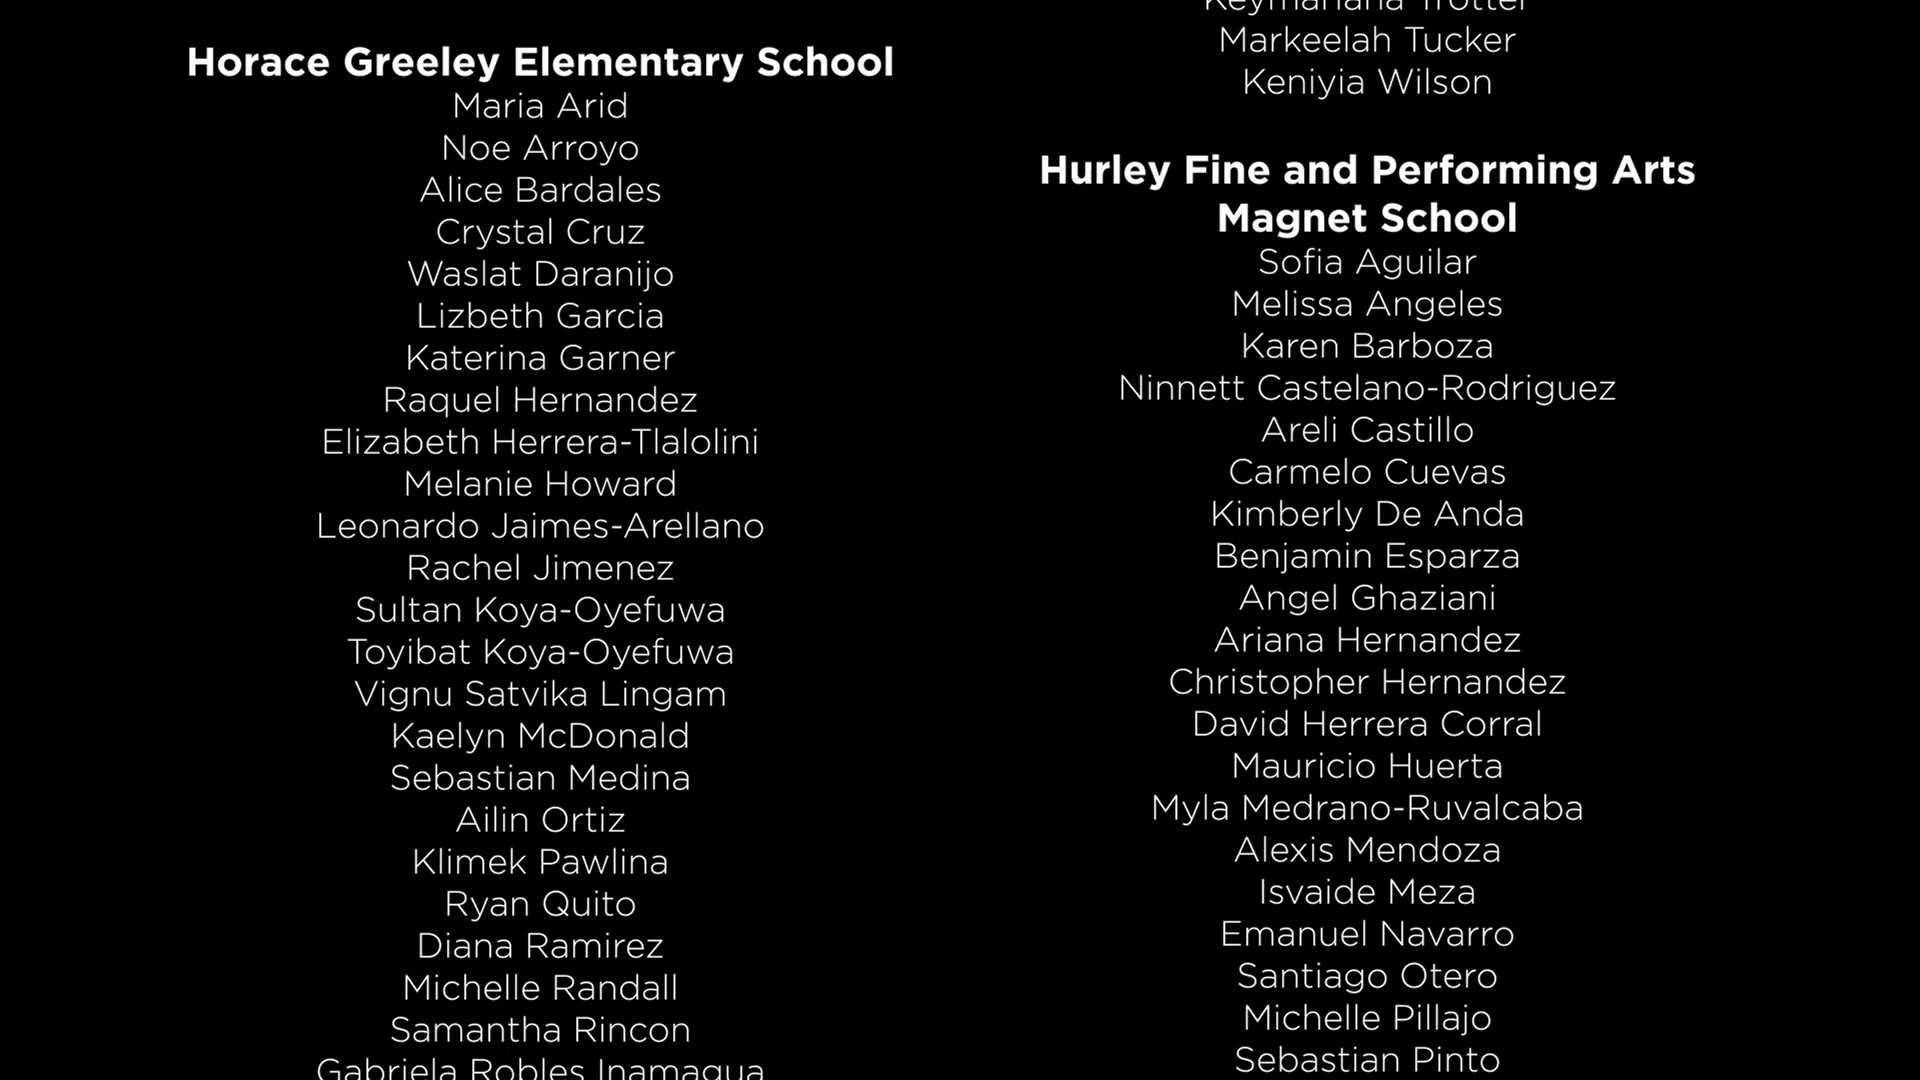 Horace Greeley Elementary School
Maria Arid
Noe Arroyo
Alice Bardales
Crystal Cruz
Waslat Daranijo
Lizbeth Garcia
Katerina Garner
Raquel Hernandez
Elizabeth Herrera-Tlalolini
Melanie Howard
Leonardo Jaimes-Arellano
Rachel Jimenez
Sultan Koya-Oyefuwa
Toyibat Koya-Oyefuwa
Vignu Satvika Lingam
Kaelyn McDonald
Sebastian Medina
Ailin Ortiz
Klimek Pawlina
Ryan Quito
Diana Ramirez
Michelle Randall
Samantha Rincon
Gabriela Robles Inamagua
Trotter
Markeelah Tucker
Keniyia Wilson
Hurley Fine and Performing Arts
Magnet School
Sofia Aguilar
Melissa Angeles
Karen Barboza
Ninnett Castelano-Rodriguez
Areli Castillo
Carmelo Cuevas
Kimberly De Anda
Benjamin Esparza
Angel Ghaziani
Ariana Hernandez
Christopher Hernandez
David Herrera Corral
Mauricio Huerta
Myla Medrano-Ruvalcaba
Alexis Mendoza
Isvaide Meza
Emanuel Navarro
Santiago Otero
Michelle Pillajo
Sebastian Pinto